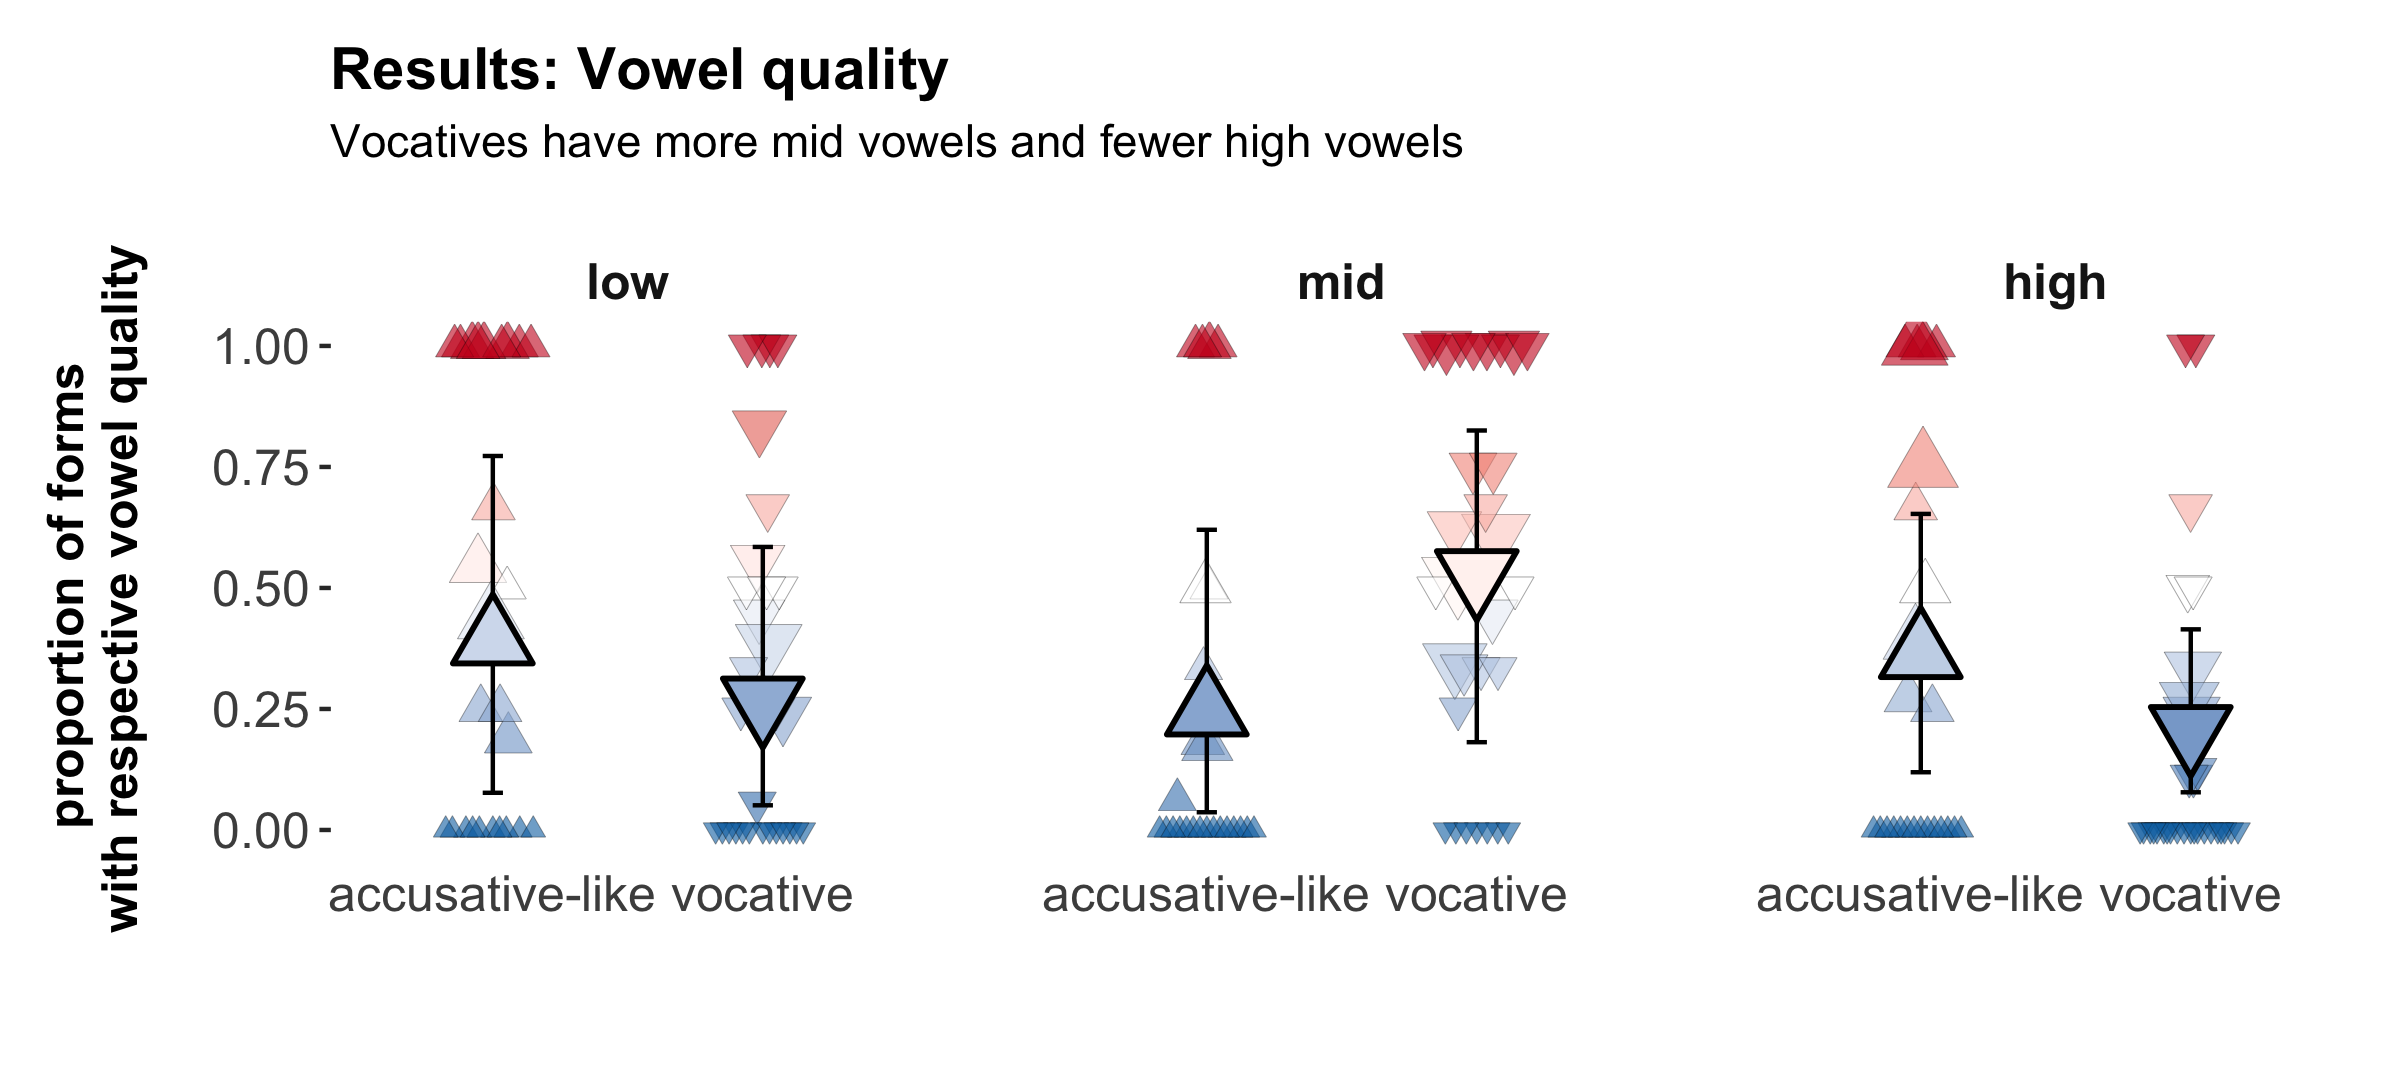 Results: Vowel quality
Vocatives have more mid vowels and fewer high vowels
proportion of forms
with respective vowel quality
low
mid
high
1.00
0.75
0.50
0.25
0.00
accusative-like vocative
accusative-like vocative
accusative-like vocative